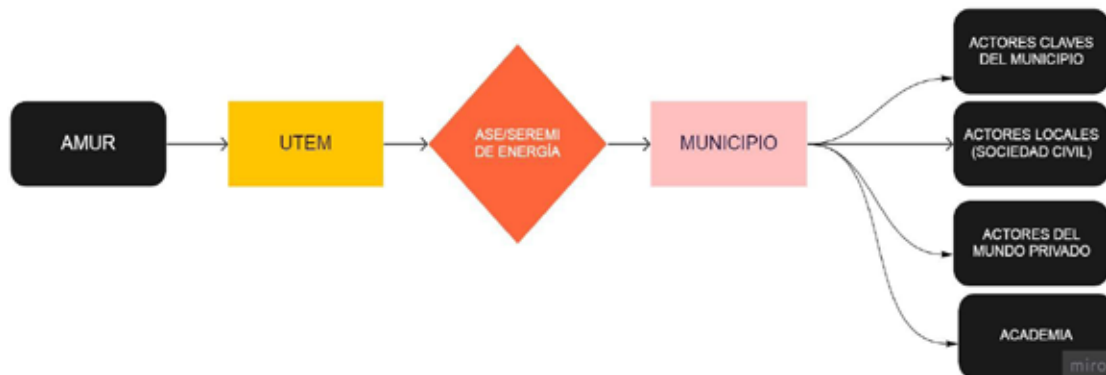 AMUR
UTEM
ASE/SEREMI
DE ENERGÍA
MUNICIPIO
ACTORES CLAVES
DEL MUNICIPIO
ACTORES LOCALES
(SOCIEDAD CIVIL)
ACTORES DEL
MUNDO PRIVADO
ACADEMIA
miro